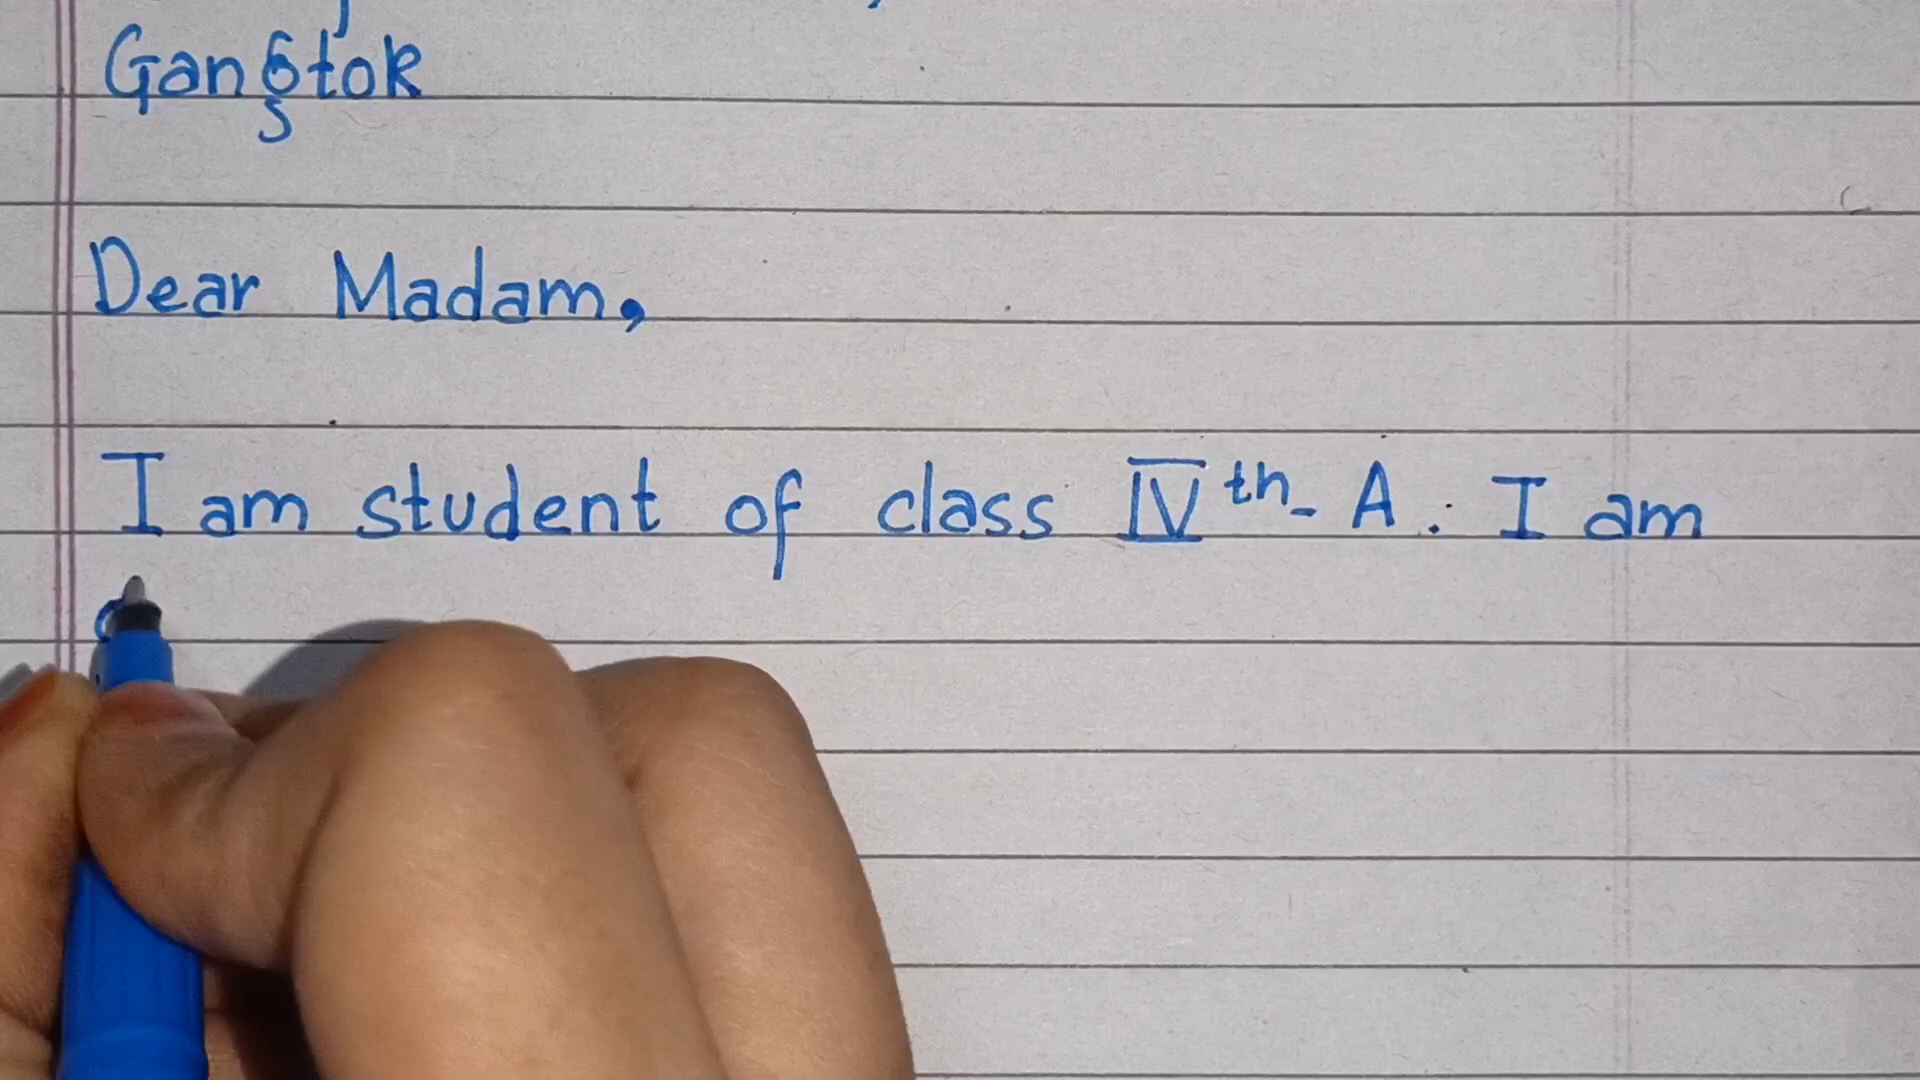 Gangtok
Dear Madam,
I am student of class IVth- A. I am